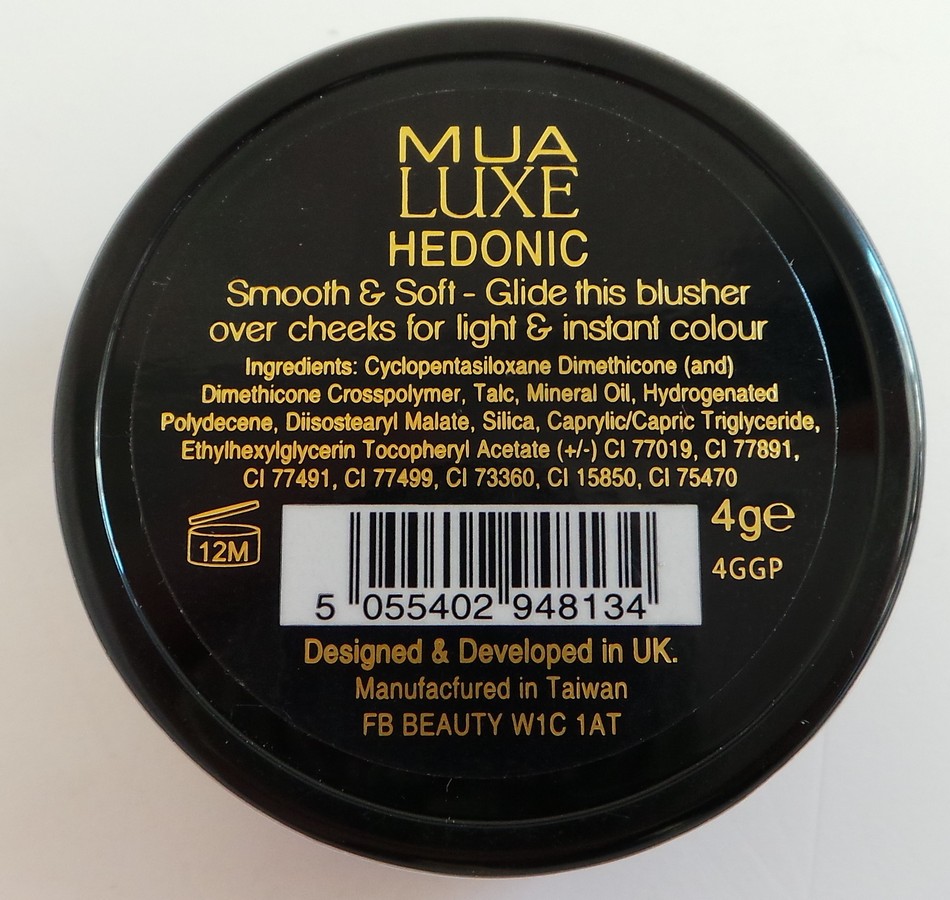 MUA
LUXE
HEDONIC
Smooth & Soft - Glide this blusher
over cheeks for light & instant colour
Ingredients: Cyclopentasiloxane Dimethicone (and)
Dimethicone Crosspolymer, Talc, Mineral Oil, Hydrogenated
Polydecene, Diisostearyl Malate, Silica, Caprylic/Capric Triglyceride,
Ethylhexylglycerin Tocopheryl Acetate (+/-) CI 77019, CI 77891,
CI 77491, CI 77499, CI 73360, CI 15850, CI 75470
12M
4g℮
4GGP
5 055402 948134
Designed & Developed in UK.
Manufacfured in Taiwan
FB BEAUTY W1C 1AT